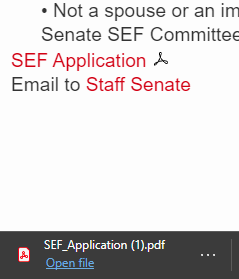 • Not a spouse or an im
Senate SEF Committee
SEF Application
Email to Staff Senate
SEF_Application (1).pdf
Open file